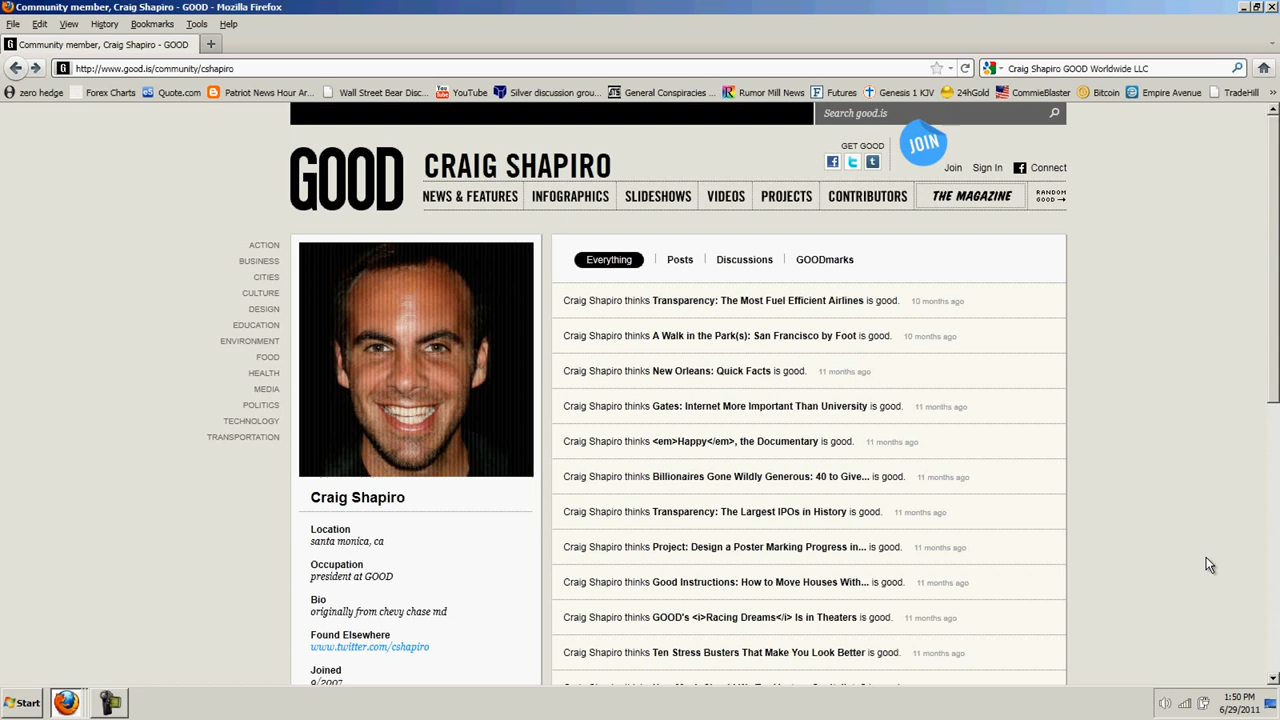 Community member, Craig Shapiro - GOOD - Mozilla Firefox
File Edit View History Bookmarks Tools Help
G Community member, Craig Shapiro - GOOD +
G http://www.good.is/community/cshapiro
Craig Shapiro GOOD Worldwide LLC
zero hedge Forex Charts Quote.com Patriot News Hour Ar... Wall Street Bear Disc... YouTube Silver discussion grou... General Conspiracies ... Rumor Mill News Futures Genesis 1 KJV 24hGold CommieBlaster Bitcoin Empire Avenue TradeHill »
Search good.is
GET GOOD
JOIN
Join Sign In Connect
GOOD CRAIG SHAPIRO
NEWS & FEATURES INFOGRAPHICS SLIDESHOWS VIDEOS PROJECTS CONTRIBUTORS THE MAGAZINE RANDOM GOOD →
ACTION
BUSINESS
CITIES
CULTURE
DESIGN
EDUCATION
ENVIRONMENT
FOOD
HEALTH
MEDIA
POLITICS
TECHNOLOGY
TRANSPORTATION
Craig Shapiro
Location
santa monica, ca
Occupation
president at GOOD
Bio
originally from chevy chase md
Found Elsewhere
www.twitter.com/cshapiro
Joined
9/2007
Everything Posts Discussions GOODmarks
Craig Shapiro thinks Transparency: The Most Fuel Efficient Airlines is good. 10 months ago
Craig Shapiro thinks A Walk in the Park(s): San Francisco by Foot is good. 10 months ago
Craig Shapiro thinks New Orleans: Quick Facts is good. 11 months ago
Craig Shapiro thinks Gates: Internet More Important Than University is good. 11 months ago
Craig Shapiro thinks <em>Happy</em>, the Documentary is good. 11 months ago
Craig Shapiro thinks Billionaires Gone Wildly Generous: 40 to Give... is good. 11 months ago
Craig Shapiro thinks Transparency: The Largest IPOs in History is good. 11 months ago
Craig Shapiro thinks Project: Design a Poster Marking Progress in... is good. 11 months ago
Craig Shapiro thinks Good Instructions: How to Move Houses With... is good. 11 months ago
Craig Shapiro thinks GOOD's <i>Racing Dreams</i> Is in Theaters is good. 11 months ago
Craig Shapiro thinks Ten Stress Busters That Make You Look Better is good. 11 months ago
Start
1:50 PM
6/29/2011